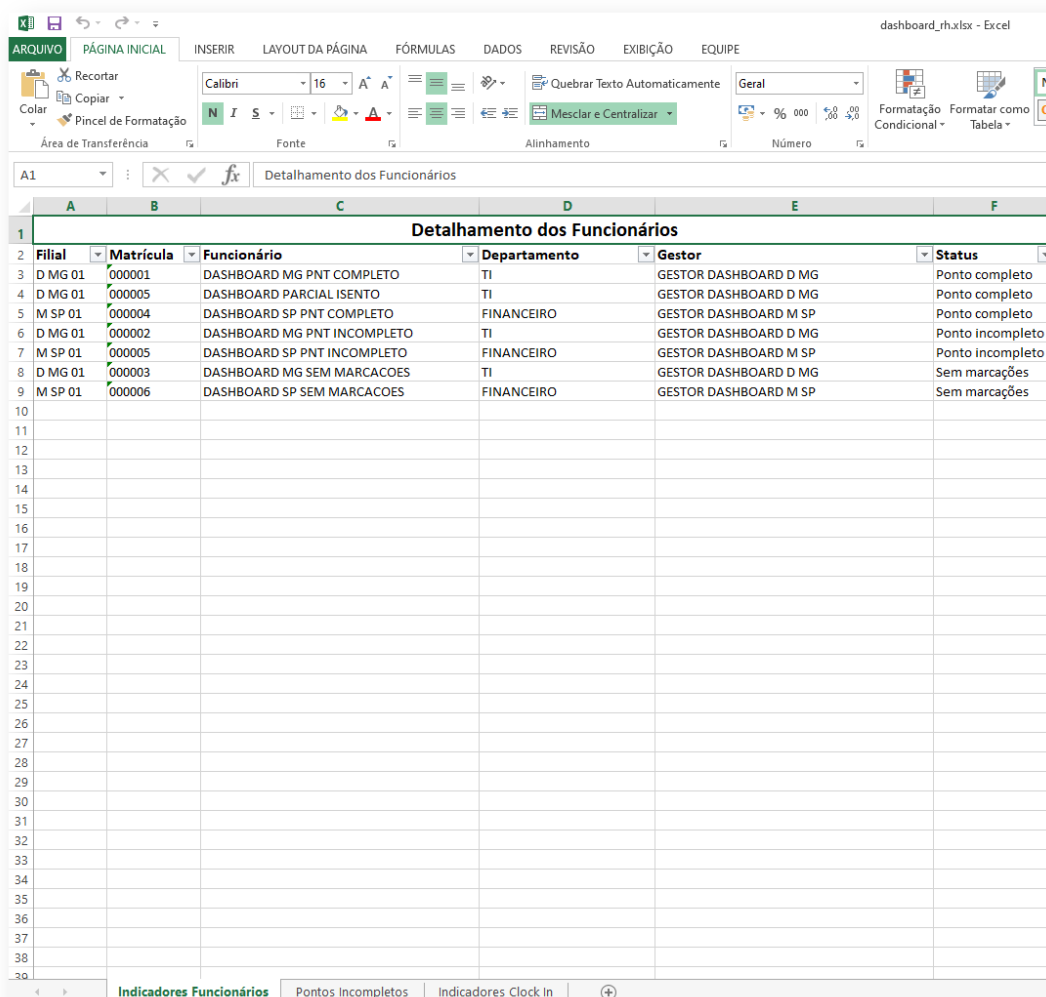 dashboard_rh.xlsx - Excel
ARQUIVO PÁGINA INICIAL INSERIR LAYOUT DA PÁGINA FÓRMULAS DADOS REVISÃO EXIBIÇÃO EQUIPE
Colar Recortar Copiar Pincel de Formatação
Calibri 16 A A
N I S A
Quebrar Texto Automaticamente
Mesclar e Centralizar
Geral
% 000 ,00 ,00
Formatação Condicional Formatar como Tabela
Área de Transferência Fonte Alinhamento Número
A1 fx Detalhamento dos Funcionários
A B C D E F
1 Detalhamento dos Funcionários
2 Filial Matrícula Funcionário Departamento Gestor Status
3 D MG 01 000001 DASHBOARD MG PNT COMPLETO TI GESTOR DASHBOARD D MG Ponto completo
4 D MG 01 000005 DASHBOARD PARCIAL ISENTO TI GESTOR DASHBOARD D MG Ponto completo
5 M SP 01 000004 DASHBOARD SP PNT COMPLETO FINANCEIRO GESTOR DASHBOARD M SP Ponto completo
6 D MG 01 000002 DASHBOARD MG PNT INCOMPLETO TI GESTOR DASHBOARD D MG Ponto incompleto
7 M SP 01 000005 DASHBOARD SP PNT INCOMPLETO FINANCEIRO GESTOR DASHBOARD M SP Ponto incompleto
8 D MG 01 000003 DASHBOARD MG SEM MARCACOES TI GESTOR DASHBOARD D MG Sem marcações
9 M SP 01 000006 DASHBOARD SP SEM MARCACOES FINANCEIRO GESTOR DASHBOARD M SP Sem marcações
10
11
12
13
14
15
16
17
18
19
20
21
22
23
24
25
26
27
28
29
30
31
32
33
34
35
36
37
38
39
Indicadores Funcionários Pontos Incompletos Indicadores Clock In